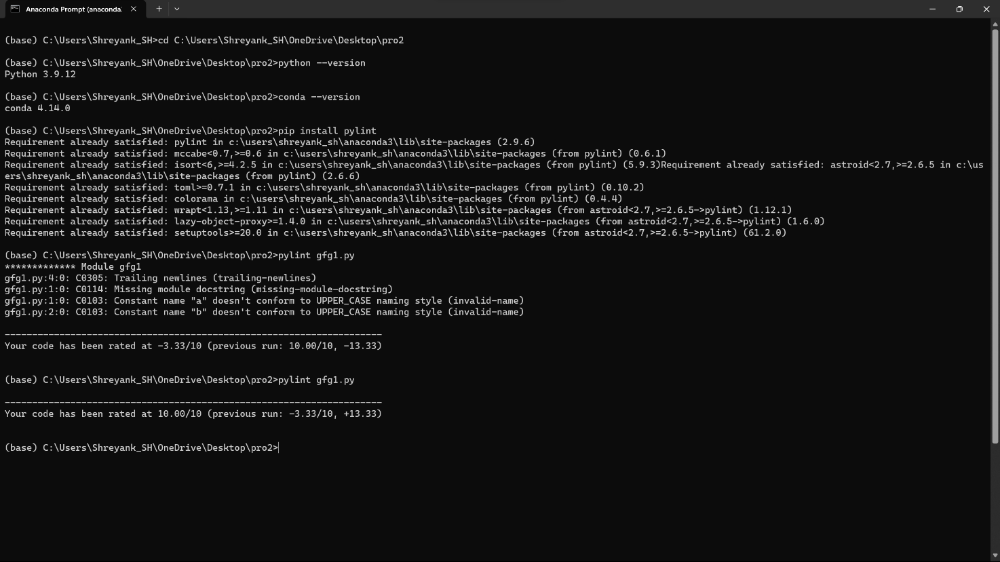 Anaconda Prompt (anaconda:
(base) C:\Users\Shreyank_SH>cd C:\Users\Shreyank_SH\OneDrive\Desktop\pro2
(base) C:\Users\Shreyank_SH\OneDrive\Desktop\pro2>python --version
Python 3.9.12
(base) C:\Users\Shreyank_SH\OneDrive\Desktop\pro2>conda --version
conda 4.14.0
(base) C:\Users\Shreyank_SH\OneDrive\Desktop\pro2>pip install pylint
Requirement already satisfied: pylint in c:\users\shreyank_sh\anaconda3\lib\site-packages (2.9.6)
Requirement already satisfied: mccabe<0.7,>=0.6 in c:\users\shreyank_sh\anaconda3\lib\site-packages (from pylint) (0.6.1)
Requirement already satisfied: isort<6,>=4.2.5 in c:\users\shreyank_sh\anaconda3\lib\site-packages (from pylint) (5.9.3)Requirement already satisfied: astroid<2.7,>=2.6.5 in c:\us
ers\shreyank_sh\anaconda3\lib\site-packages (from pylint) (2.6.6)
Requirement already satisfied: toml>=0.7.1 in c:\users\shreyank_sh\anaconda3\lib\site-packages (from pylint) (0.10.2)
Requirement already satisfied: colorama in c:\users\shreyank_sh\anaconda3\lib\site-packages (from pylint) (0.4.4)
Requirement already satisfied: wrapt<1.13,>=1.11 in c:\users\shreyank_sh\anaconda3\lib\site-packages (from astroid<2.7,>=2.6.5->pylint) (1.12.1)
Requirement already satisfied: lazy-object-proxy>=1.4.0 in c:\users\shreyank_sh\anaconda3\lib\site-packages (from astroid<2.7,>=2.6.5->pylint) (1.6.0)
Requirement already satisfied: setuptools>=20.0 in c:\users\shreyank_sh\anaconda3\lib\site-packages (from astroid<2.7,>=2.6.5->pylint) (61.2.0)
(base) C:\Users\Shreyank_SH\OneDrive\Desktop\pro2>pylint gfg1.py
************* Module gfg1
gfg1.py:4:0: C0305: Trailing newlines (trailing-newlines)
gfg1.py:1:0: C0114: Missing module docstring (missing-module-docstring)
gfg1.py:1:0: C0103: Constant name "a" doesn't conform to UPPER_CASE naming style (invalid-name)
gfg1.py:2:0: C0103: Constant name "b" doesn't conform to UPPER_CASE naming style (invalid-name)
---------------------------------------------------------------------
Your code has been rated at -3.33/10 (previous run: 10.00/10, -13.33)
(base) C:\Users\Shreyank_SH\OneDrive\Desktop\pro2>pylint gfg1.py
---------------------------------------------------------------------
Your code has been rated at 10.00/10 (previous run: -3.33/10, +13.33)
(base) C:\Users\Shreyank_SH\OneDrive\Desktop\pro2>